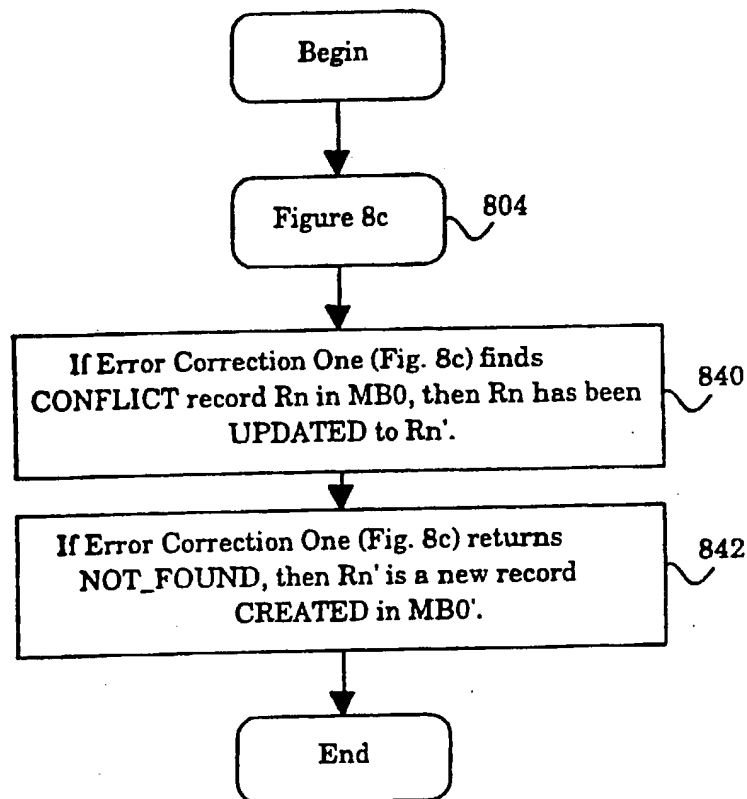 Begin
Figure 8c
804
If Error Correction One (Fig. 8c) finds
CONFLICT record Rn in MB0, then Rn has been
UPDATED to Rn'.
840
If Error Correction One (Fig. 8c) returns
NOT_FOUND, then Rn' is a new record
CREATED in MB0'.
842
End